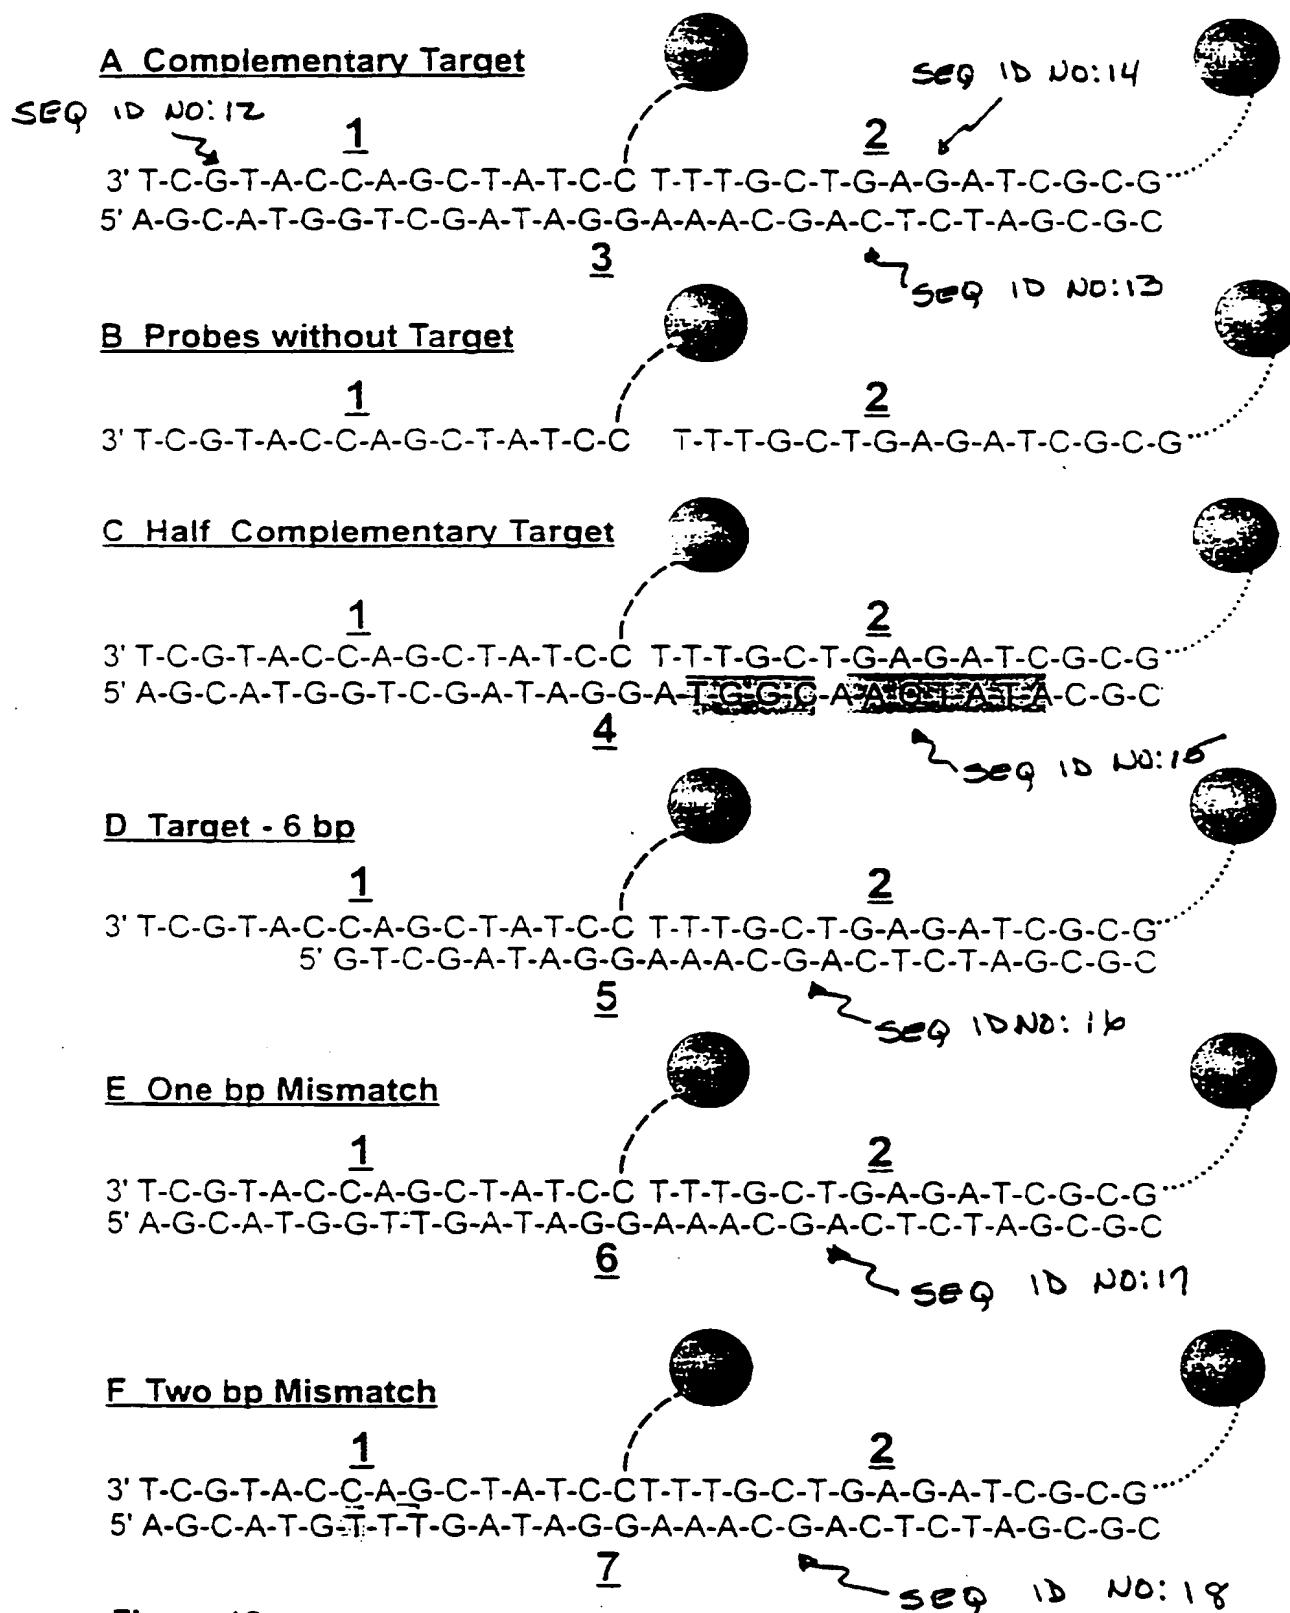 A Complementary Target
SEQ ID NO:12
SEQ ID NO:14
1
2
3' T-C-G-T-A-C-C-A-G-C-T-A-T-C-C T-T-T-G-C-T-G-A-G-A-T-C-G-C-G
5' A-G-C-A-T-G-G-T-C-G-A-T-A-G-G-A-A-A-C-G-A-C-T-C-T-A-G-C-G-C
3
SEQ ID NO:13
B Probes without Target
1
2
3' T-C-G-T-A-C-C-A-G-C-T-A-T-C-C T-T-T-G-C-T-G-A-G-A-T-C-G-C-G
C Half Complementary Target
1
2
3' T-C-G-T-A-C-C-A-G-C-T-A-T-C-C T-T-T-G-C-T-G-A-G-A-T-C-G-C-G
5' A-G-C-A-T-G-G-T-C-G-A-T-A-G-G-A-T-G-G-C-A-A-C-T-A-T-A-C-G-C
4
SEQ ID NO:15
D Target - 6 bp
1
2
3' T-C-G-T-A-C-C-A-G-C-T-A-T-C-C T-T-T-G-C-T-G-A-G-A-T-C-G-C-G
5' G-T-C-G-A-T-A-G-G-A-A-A-C-G-A-C-T-C-T-A-G-C-G-C
5
SEQ ID NO:16
E One bp Mismatch
1
2
3' T-C-G-T-A-C-C-A-G-C-T-A-T-C-C T-T-T-G-C-T-G-A-G-A-T-C-G-C-G
5' A-G-C-A-T-G-G-T-T-G-A-T-A-G-G-A-A-A-C-G-A-C-T-C-T-A-G-C-G-C
6
SEQ ID NO:17
F Two bp Mismatch
1
2
3' T-C-G-T-A-C-C-A-G-C-T-A-T-C-C-T-T-T-G-C-T-G-A-G-A-T-C-G-C-G
5' A-G-C-A-T-G-T-T-T-G-A-T-A-G-G-A-A-A-C-G-A-C-T-C-T-A-G-C-G-C
7
SEQ ID NO:18